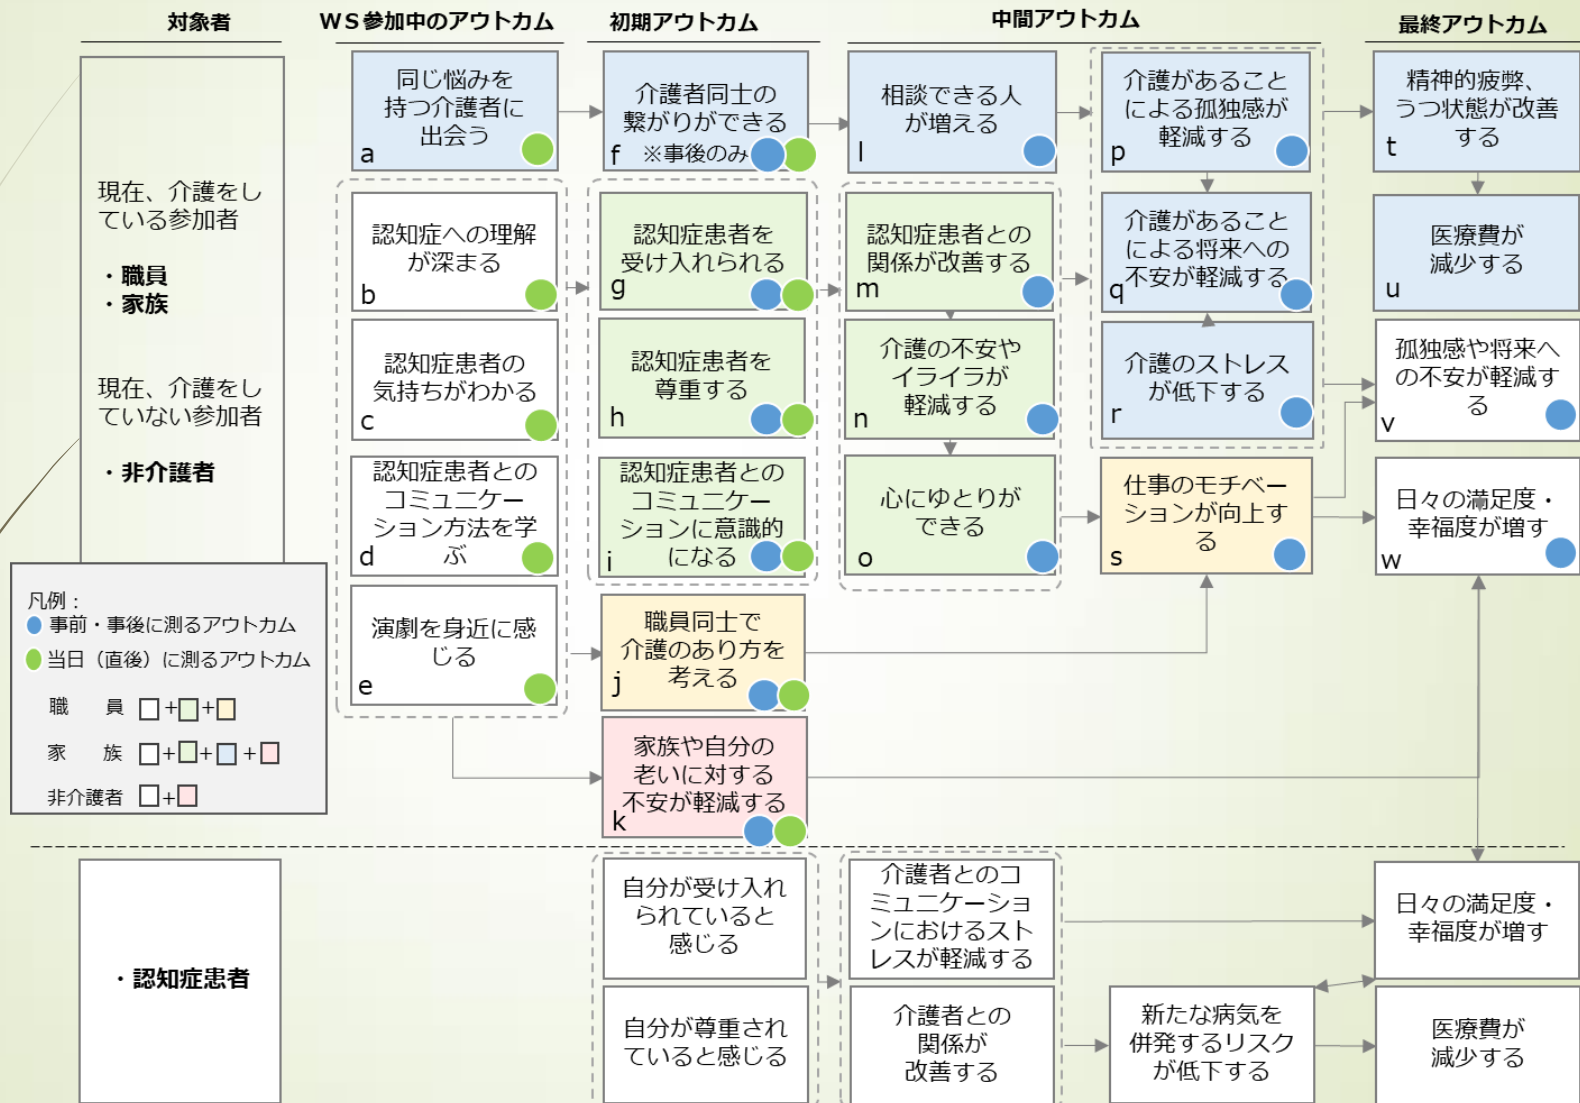 対象者
WS参加中のアウトカム
初期アウトカム
中間アウトカム
最終アウトカム
現在、介護をし
ている参加者
・職員
・家族
現在、介護をし
ていない参加者
・非介護者
同じ悩みを
持つ介護者に
出会う
a
認知症への理解
が深まる
b
認知症患者の
気持ちがわかる
c
認知症患者との
コミュニケー
ション方法を学
ぶ
d
演劇を身近に感
じる
e
介護者同士の
繋がりができる
f ※事後のみ
認知症患者を
受け入れられる
g
認知症患者を
尊重する
h
認知症患者との
コミュニケー
ションに意識的
になる
i
職員同士で
介護のあり方を
考える
j
家族や自分の
老いに対する
不安が軽減する
k
相談できる人
が増える
l
認知症患者との
関係が改善する
m
介護の不安や
イライラが
軽減する
n
心にゆとりが
できる
o
介護があること
による孤独感が
軽減する
p
介護があること
による将来への
不安が軽減する
q
介護のストレス
が低下する
r
仕事のモチベー
ションが向上す
る
s
精神的疲弊、
うつ状態が改善
する
t
医療費が
減少する
u
孤独感や将来へ
の不安が軽減す
る
v
日々の満足度・
幸福度が増す
w
凡例：
事前・事後に測るアウトカム
当日（直後）に測るアウトカム
職 員 □+□+□
家 族 □+□+□+□
非介護者 □+□
・認知症患者
自分が受け入れ
られていると
感じる
自分が尊重され
ていると感じる
介護者とのコ
ミュニケーショ
ンにおけるスト
レスが軽減する
介護者との
関係が
改善する
新たな病気を
併発するリスク
が低下する
日々の満足度・
幸福度が増す
医療費が
減少する